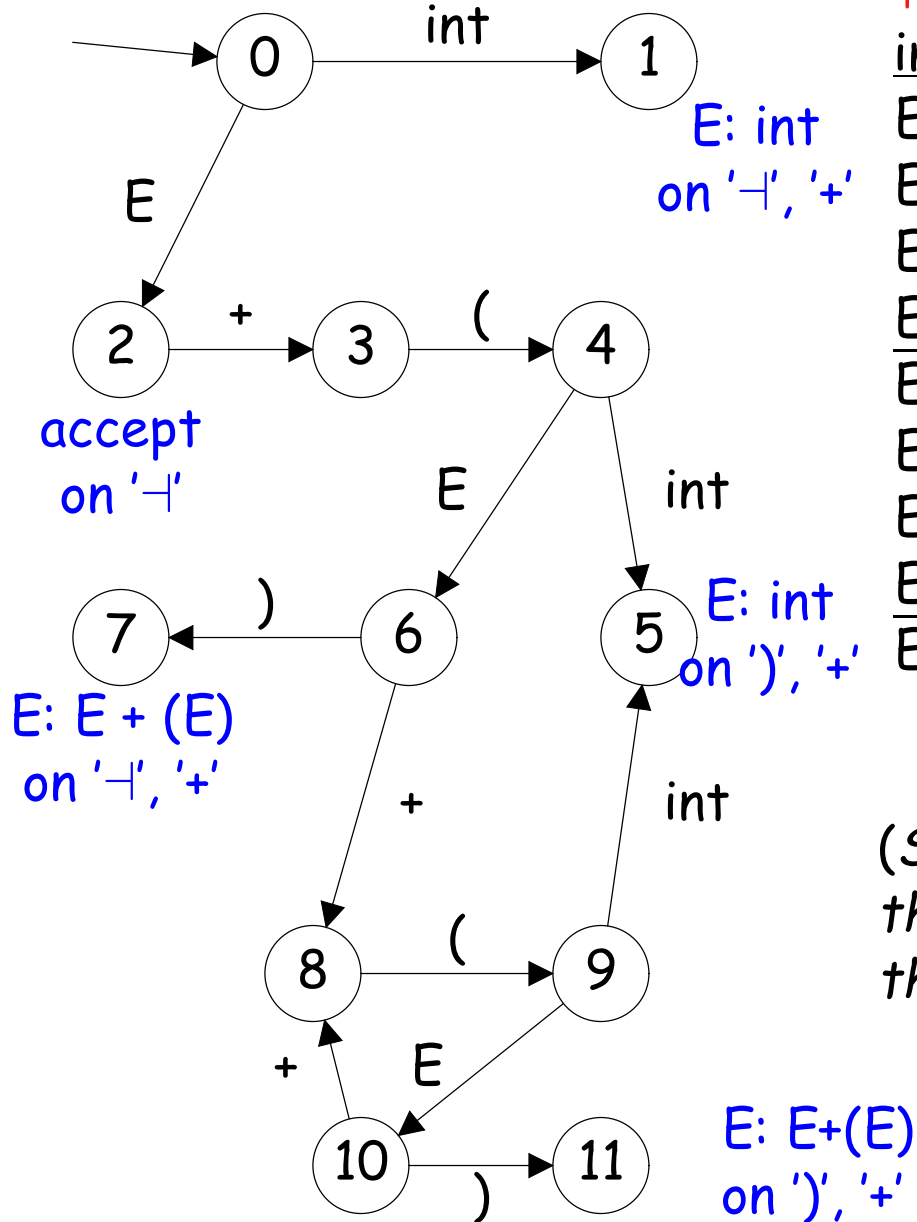 int
0
1
E: int
on '⊣', '+'
E
+
(
2
3
4
accept
on '⊣'
E
int
)
7
6
5
E: int
on ')', '+'
E: E + (E)
on '⊣', '+'
+
int
(
8
9
+
E
10
11
)
E: E+(E)
on ')', '+'
E
E
E
E
E
E
E
E
E